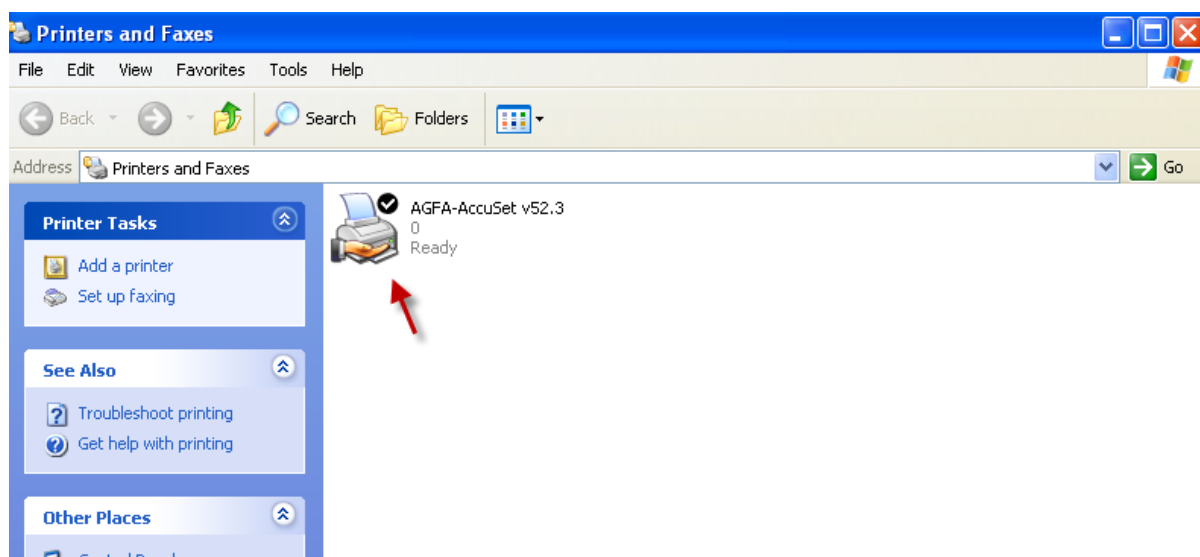 Printers and Faxes
File Edit View Favorites Tools Help
Back Search Folders
Address Printers and Faxes Go
AGFA-AccuSet v52.3
0
Ready
Printer Tasks
Add a printer
Set up faxing
See Also
Troubleshoot printing
Get help with printing
Other Places